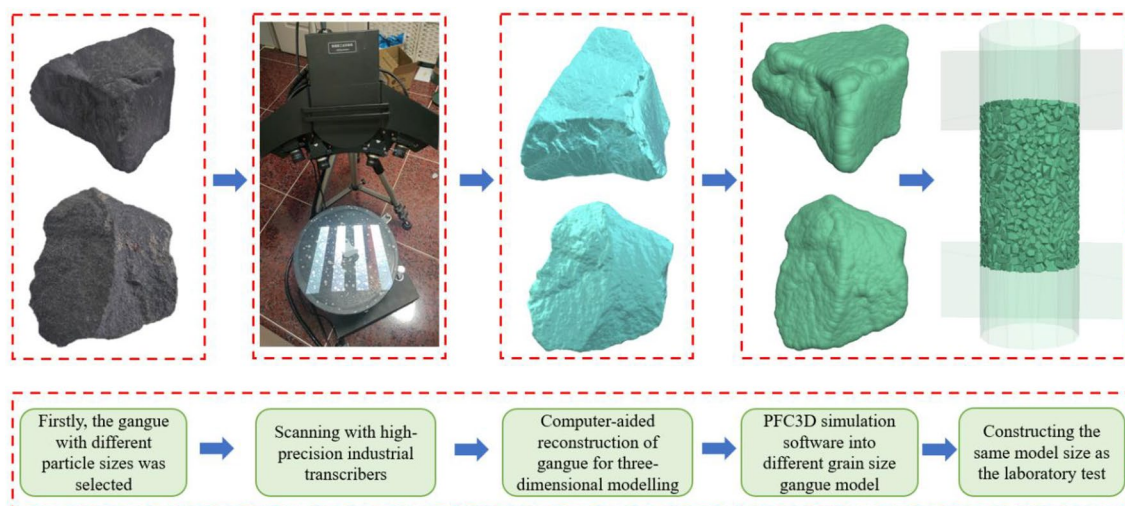 Firstly, the gangue
with different
particle sizes was
selected
Scanning with high-
precision industrial
transcribers
Computer-aided
reconstruction of
gangue for three-
dimensional modelling
PFC3D simulation
software into
different grain size
gangue model
Constructing the
same model size as
the laboratory test